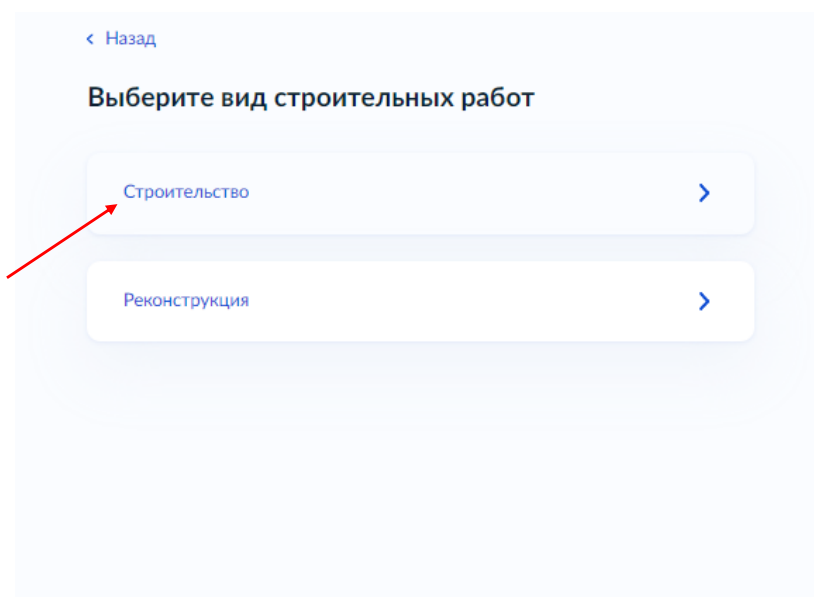 Назад
Выберите вид строительных работ
Строительство
Реконструкция